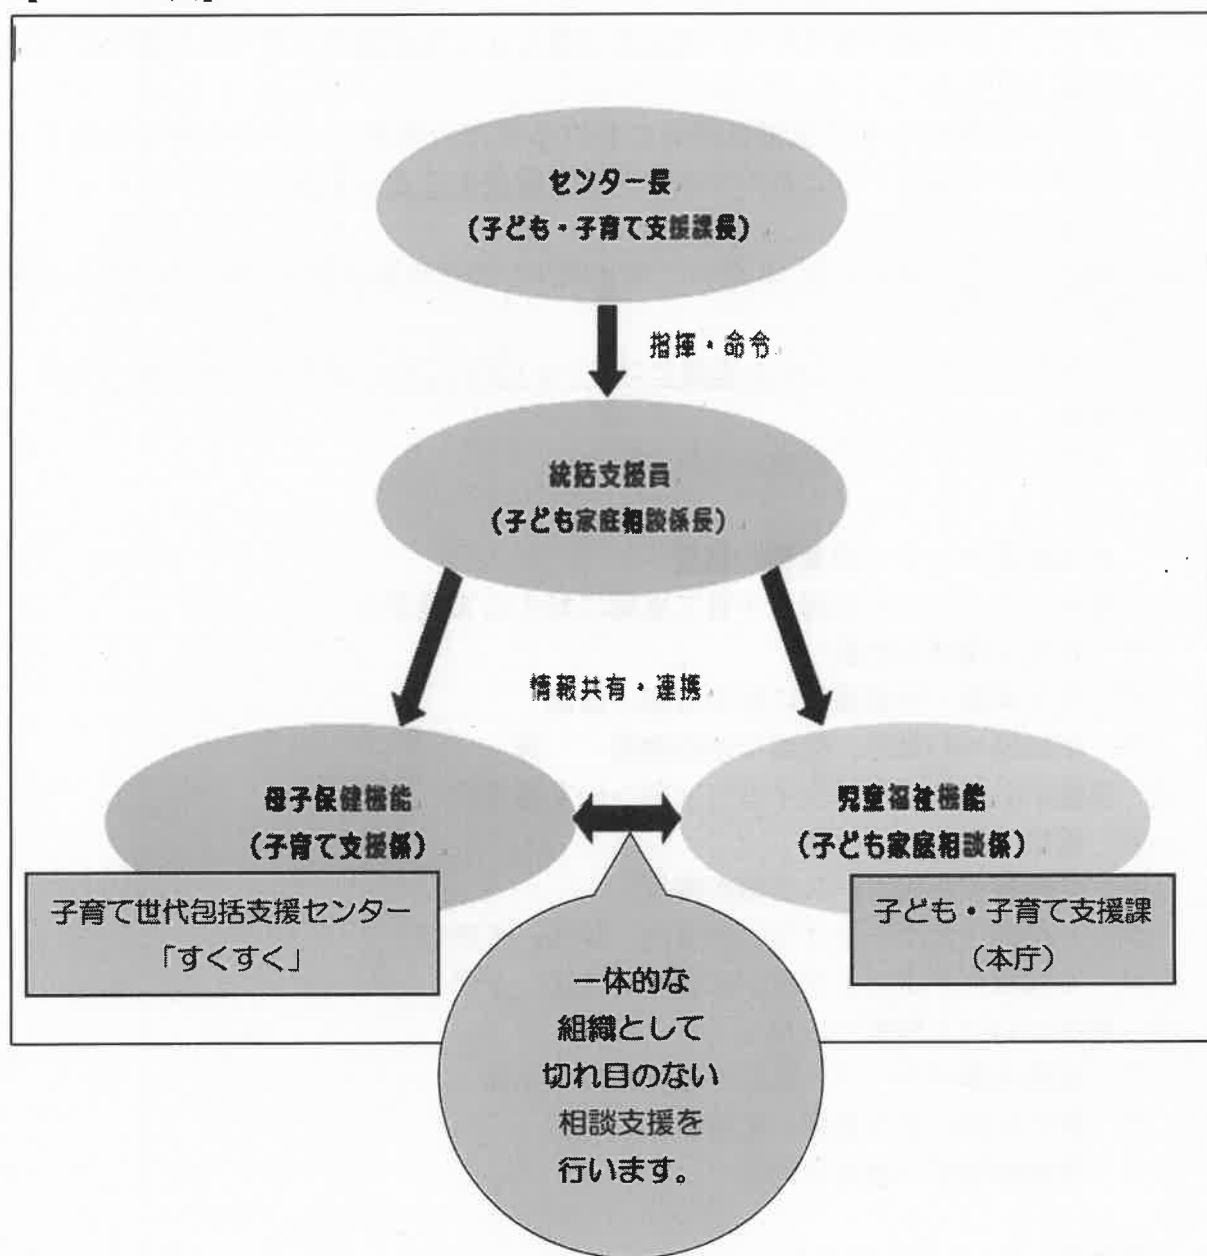 センター長
(子ども・子育て支援課長)
指揮・命令
統括支援員
(子ども家庭相談係長)
情報共有・連携
母子保健機能
(子育て支援係)
児童福祉機能
(子ども家庭相談係)
子育て世代包括支援センター
「すくすく」
子ども・子育て支援課
(本庁)
一体的な
組織として
切れ目のない
相談支援を
行います。